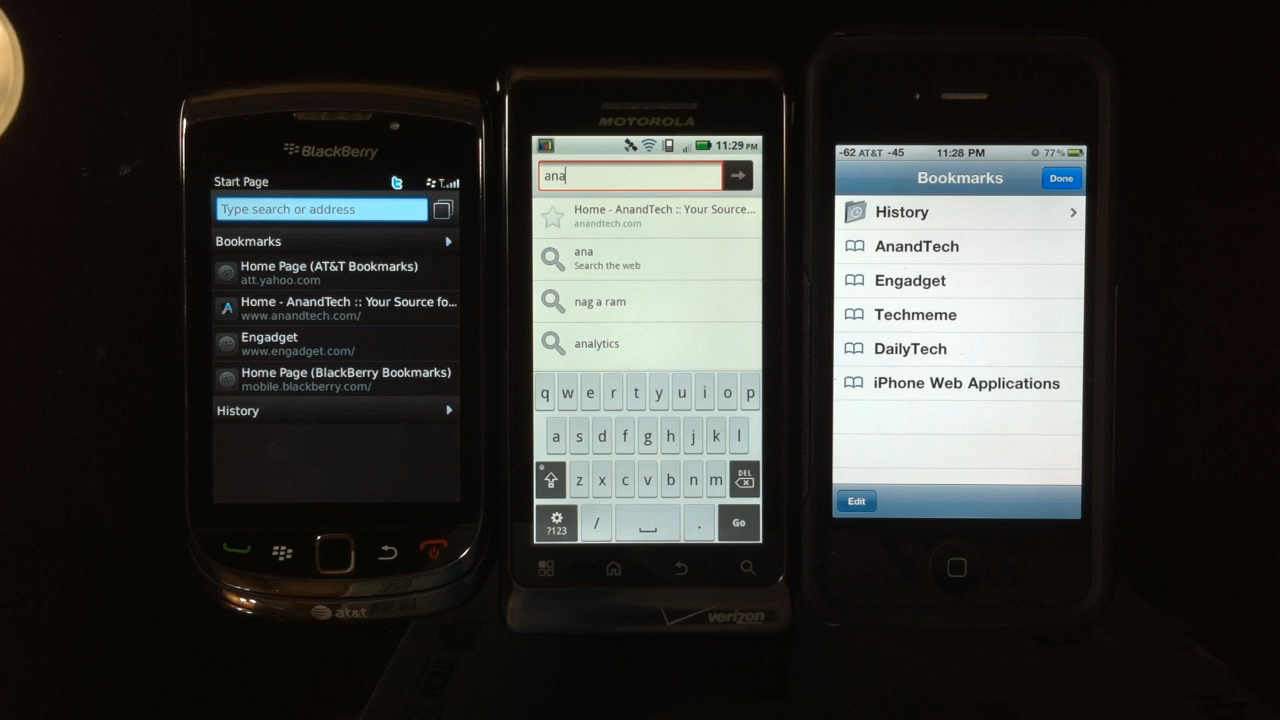 BlackBerry
Start Page
Type search or address
Bookmarks
Home Page (AT&T Bookmarks)
att.yahoo.com
Home - AnandTech :: Your Source fo...
www.anandtech.com/
Engadget
www.engadget.com/
Home Page (BlackBerry Bookmarks)
mobile.blackberry.com/
History
at&t
MOTOROLA
11:29 PM
ana
Home - AnandTech :: Your Source...
anandtech.com
ana
Search the web
nag a ram
analytics
q w e r t y u i o p
a s d f g h j k l
z x c v b n m DEL
?123 / . Go
verizon
-62 AT&T -45 11:28 PM 77%
Bookmarks Done
History
AnandTech
Engadget
Techmeme
DailyTech
iPhone Web Applications
Edit